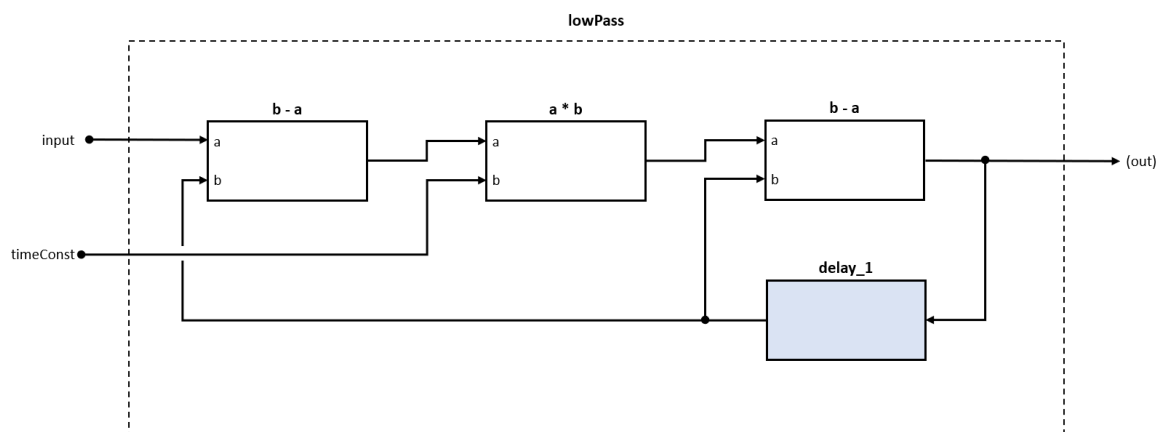 lowPass
b - a
a * b
b - a
input
a
b
a
b
a
b
(out)
timeConst
delay_1